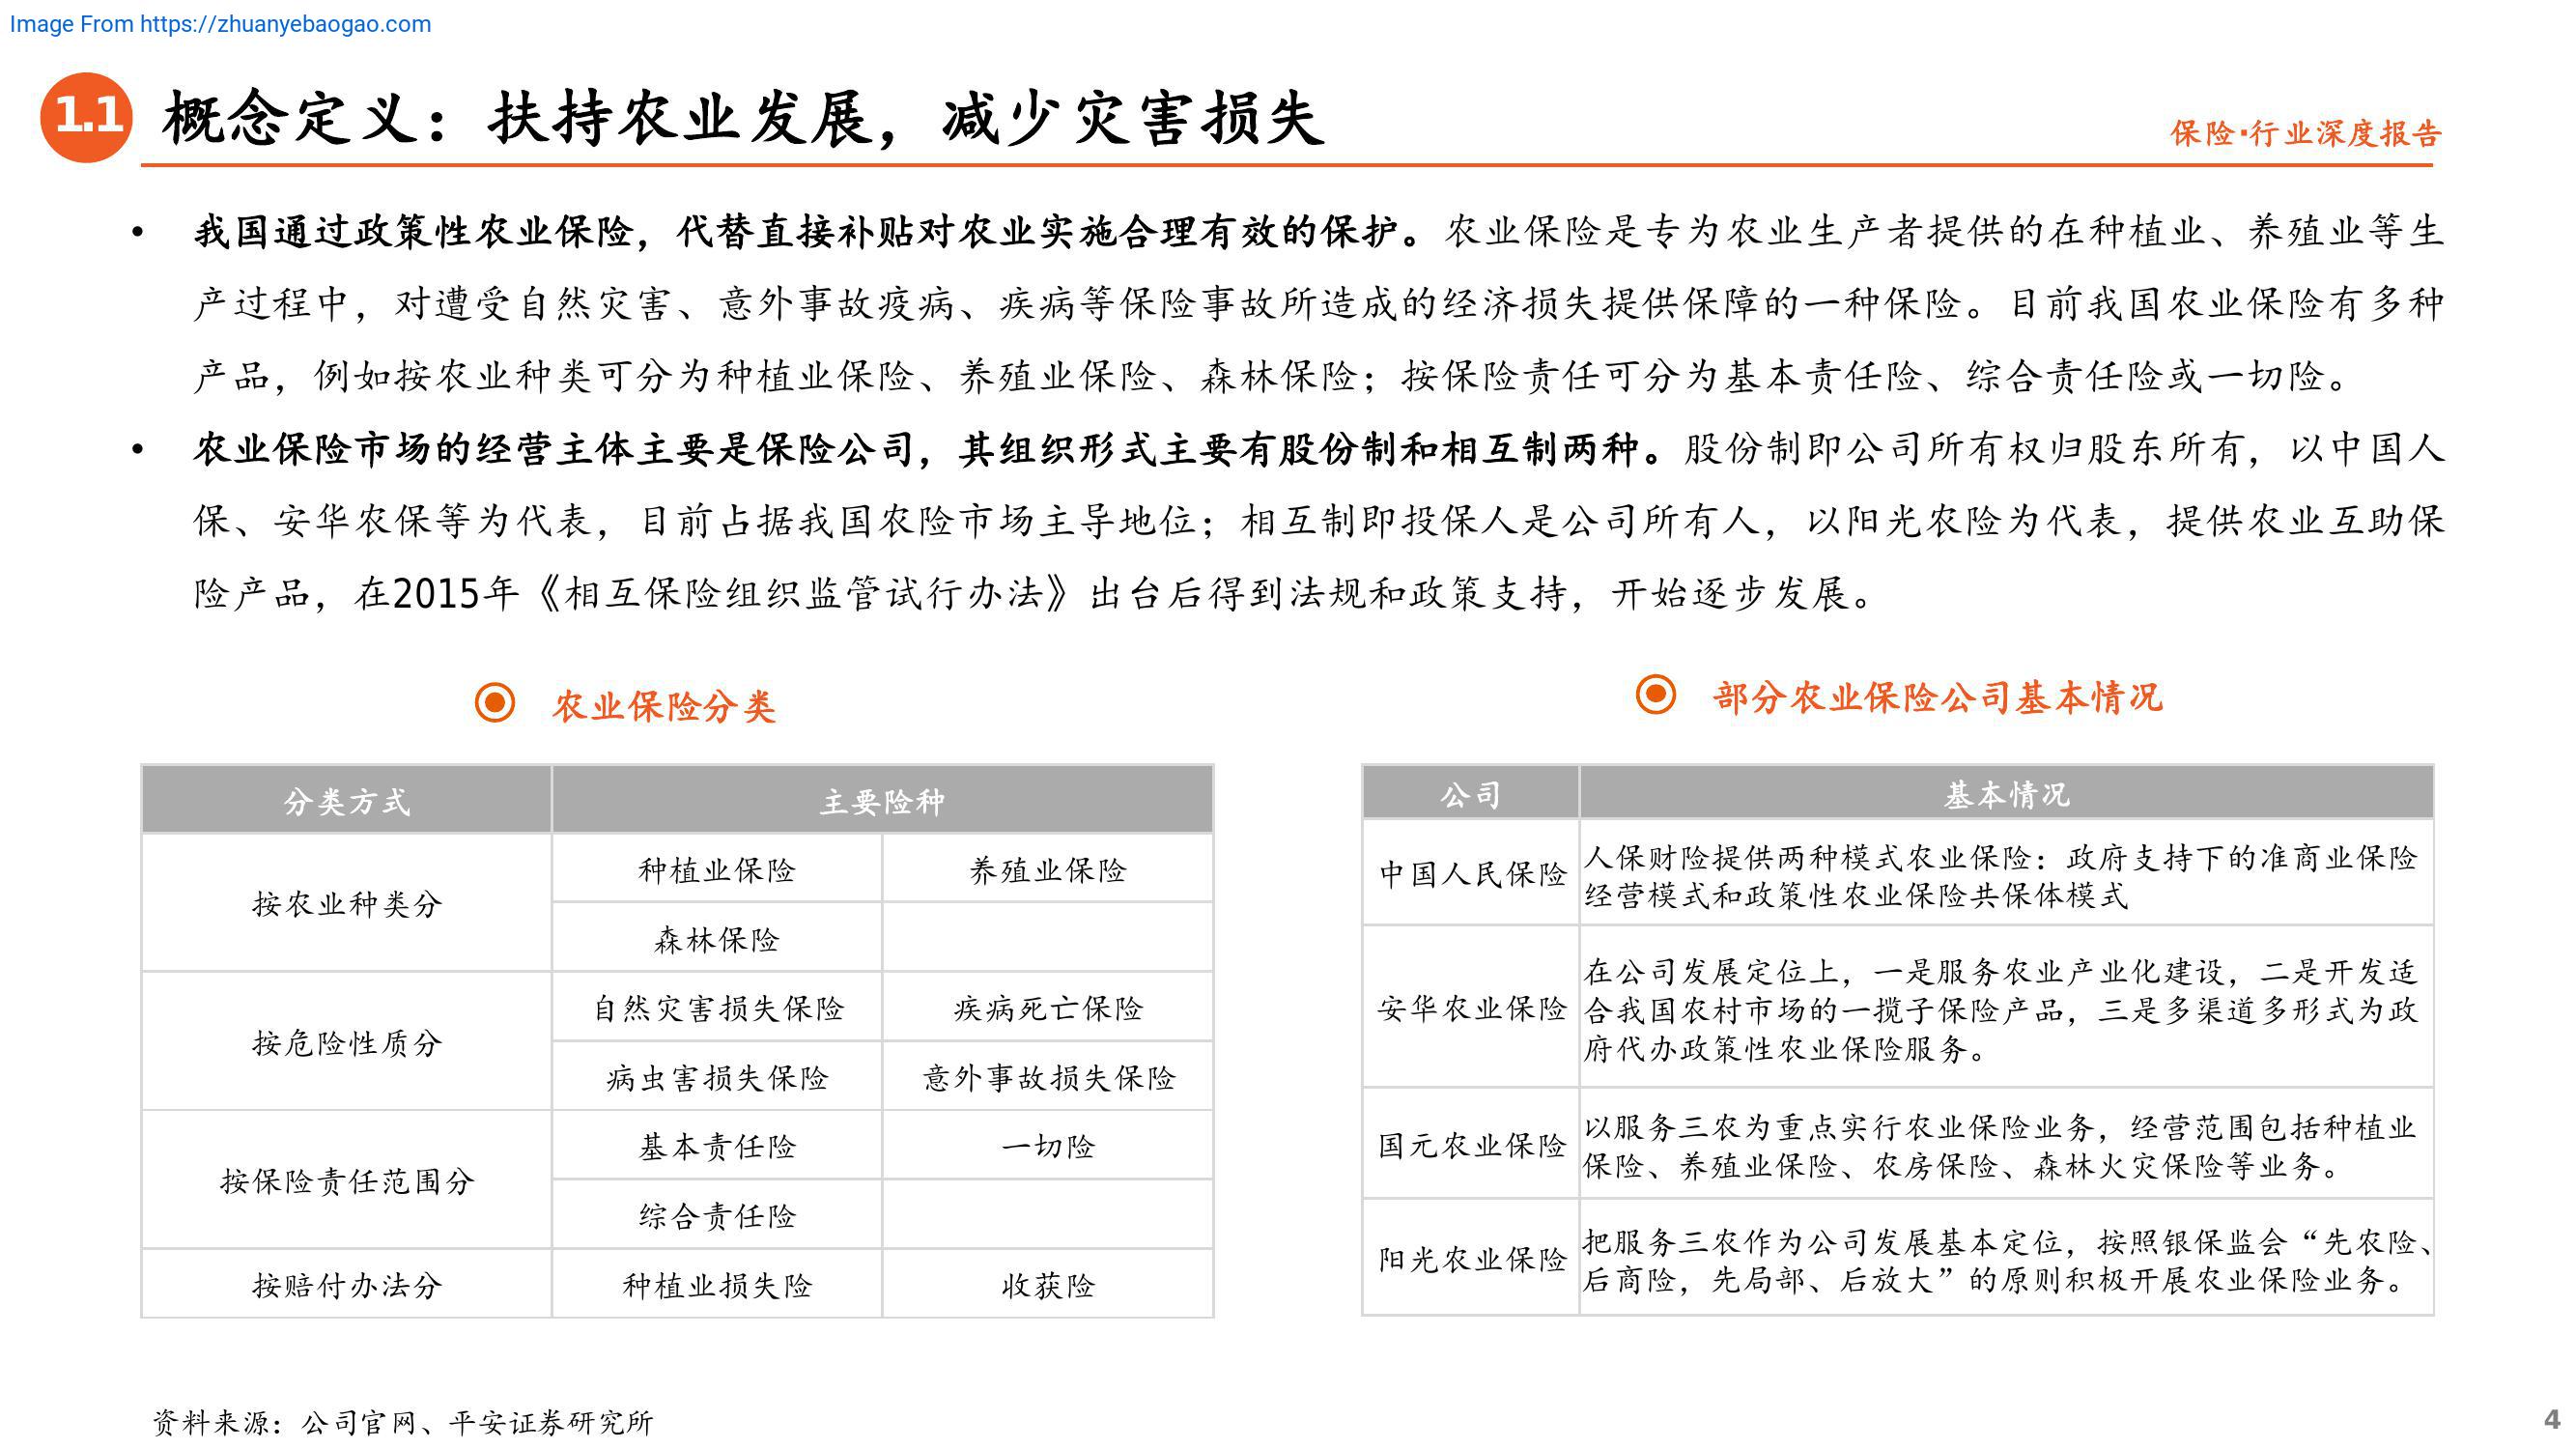 Image From https://zhuanyebaogao.com
1.1 概念定义：扶持农业发展，减少灾害损失
保险·行业深度报告
• 我国通过政策性农业保险，代替直接补贴对农业实施合理有效的保护。农业保险是专为农业生产者提供的在种植业、养殖业等生
产过程中，对遭受自然灾害、意外事故疫病、疾病等保险事故所造成的经济损失提供保障的一种保险。目前我国农业保险有多种
产品，例如按农业种类可分为种植业保险、养殖业保险、森林保险；按保险责任可分为基本责任险、综合责任险或一切险。
• 农业保险市场的经营主体主要是保险公司，其组织形式主要有股份制和相互制两种。股份制即公司所有权归股东所有，以中国人
保、安华农保等为代表，目前占据我国农险市场主导地位；相互制即投保人是公司所有人，以阳光农险为代表，提供农业互助保
险产品，在2015年《相互保险组织监管试行办法》出台后得到法规和政策支持，开始逐步发展。
农业保险分类
分类方式 主要险种
按农业种类分
种植业保险 养殖业保险
森林保险
按危险性质分
自然灾害损失保险 疾病死亡保险
病虫害损失保险 意外事故损失保险
按保险责任范围分
基本责任险 一切险
综合责任险
按赔付办法分 种植业损失险 收获险
部分农业保险公司基本情况
公司 基本情况
中国人民保险
人保财险提供两种模式农业保险：政府支持下的准商业保险
经营模式和政策性农业保险共保体模式
安华农业保险
在公司发展定位上，一是服务农业产业化建设，二是开发适
合我国农村市场的一揽子保险产品，三是多渠道多形式为政
府代办政策性农业保险服务。
国元农业保险
以服务三农为重点实行农业保险业务，经营范围包括种植业
保险、养殖业保险、农房保险、森林火灾保险等业务。
阳光农业保险
把服务三农作为公司发展基本定位，按照银保监会“先农险、
后商险，先局部、后放大”的原则积极开展农业保险业务。
资料来源：公司官网、平安证券研究所
4